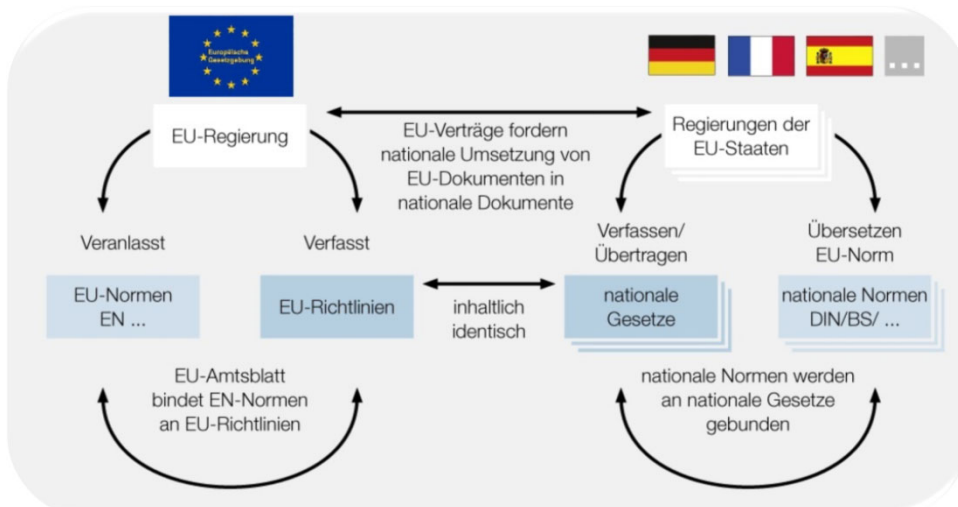 Europäische
Gesetzgebung
...
EU-Regierung
EU-Verträge fordern
nationale Umsetzung von
EU-Dokumenten in
nationale Dokumente
Regierungen der
EU-Staaten
Veranlasst
Verfasst
Verfassen/
Übertragen
Übersetzen
EU-Norm
EU-Normen
EN ...
EU-Richtlinien
inhaltlich
identisch
nationale
Gesetze
nationale Normen
DIN/BS/ ...
EU-Amtsblatt
bindet EN-Normen
an EU-Richtlinien
nationale Normen werden
an nationale Gesetze
gebunden